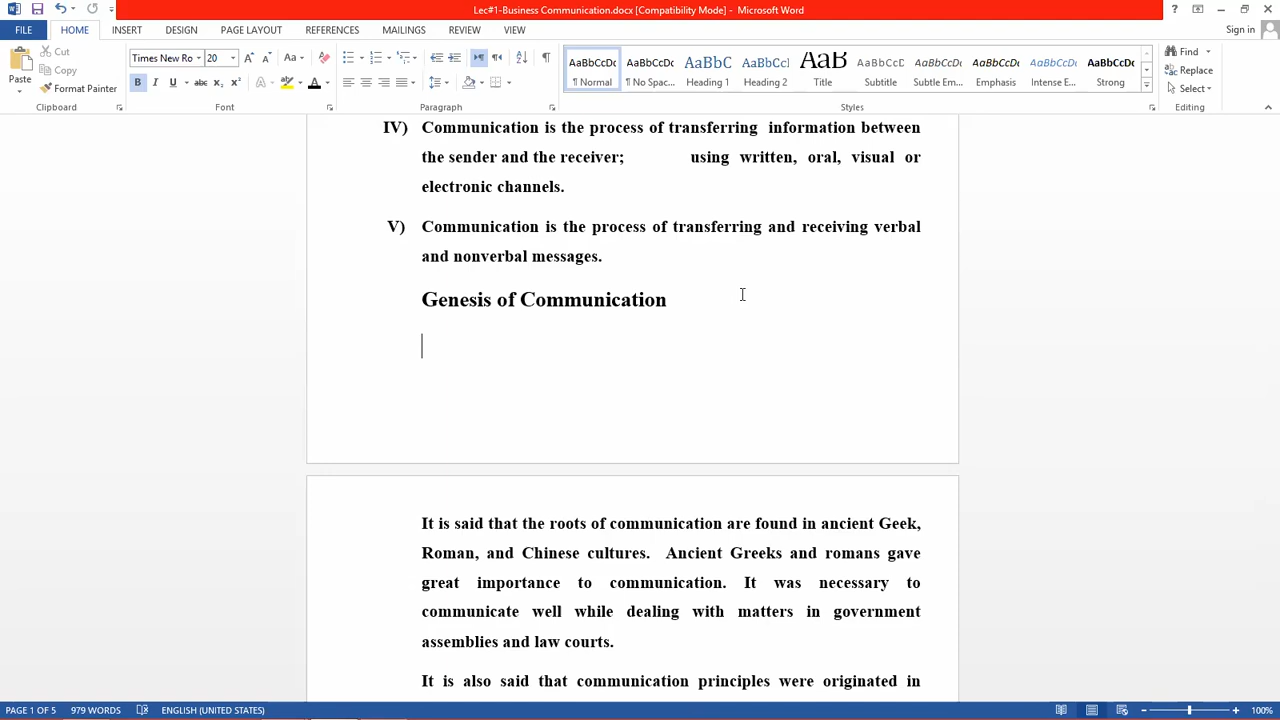 Lec#1-Business Communication.docx [Compatibility Mode] - Microsoft Word
Sign in
FILE HOME INSERT DESIGN PAGE LAYOUT REFERENCES MAILINGS REVIEW VIEW
Paste
Cut
Copy
Format Painter
Clipboard
Times New Ro 20
Font
Paragraph
AaBbCcDc AaBbCcDc AaBbC AaBbCcI AaB AaBbCcD AaBbCcDt AaBbCcDt AaBbCcDt AaBbCcDc
¶ Normal ¶ No Spac... Heading 1 Heading 2 Title Subtitle Subtle Em... Emphasis Intense E... Strong
Styles
Find
Replace
Select
Editing
IV) Communication is the process of transferring information between
the sender and the receiver; using written, oral, visual or
electronic channels.
V) Communication is the process of transferring and receiving verbal
and nonverbal messages.
Genesis of Communication
It is said that the roots of communication are found in ancient Geek,
Roman, and Chinese cultures. Ancient Greeks and romans gave
great importance to communication. It was necessary to
communicate well while dealing with matters in government
assemblies and law courts.
It is also said that communication principles were originated in
PAGE 1 OF 5 979 WORDS ENGLISH (UNITED STATES) 100%